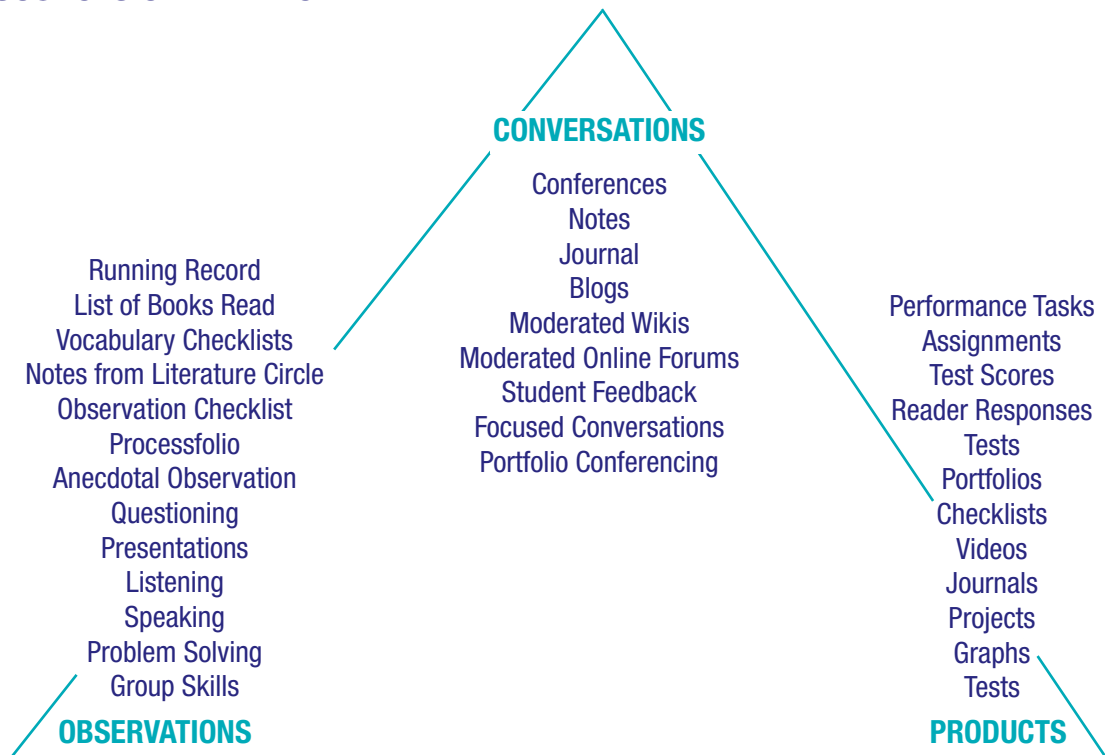 CONVERSATIONS
Conferences
Notes
Journal
Blogs
Moderated Wikis
Moderated Online Forums
Student Feedback
Focused Conversations
Portfolio Conferencing
Running Record
List of Books Read
Vocabulary Checklists
Notes from Literature Circle
Observation Checklist
Processfolio
Anecdotal Observation
Questioning
Presentations
Listening
Speaking
Problem Solving
Group Skills
OBSERVATIONS
Performance Tasks
Assignments
Test Scores
Reader Responses
Tests
Portfolios
Checklists
Videos
Journals
Projects
Graphs
Tests
PRODUCTS